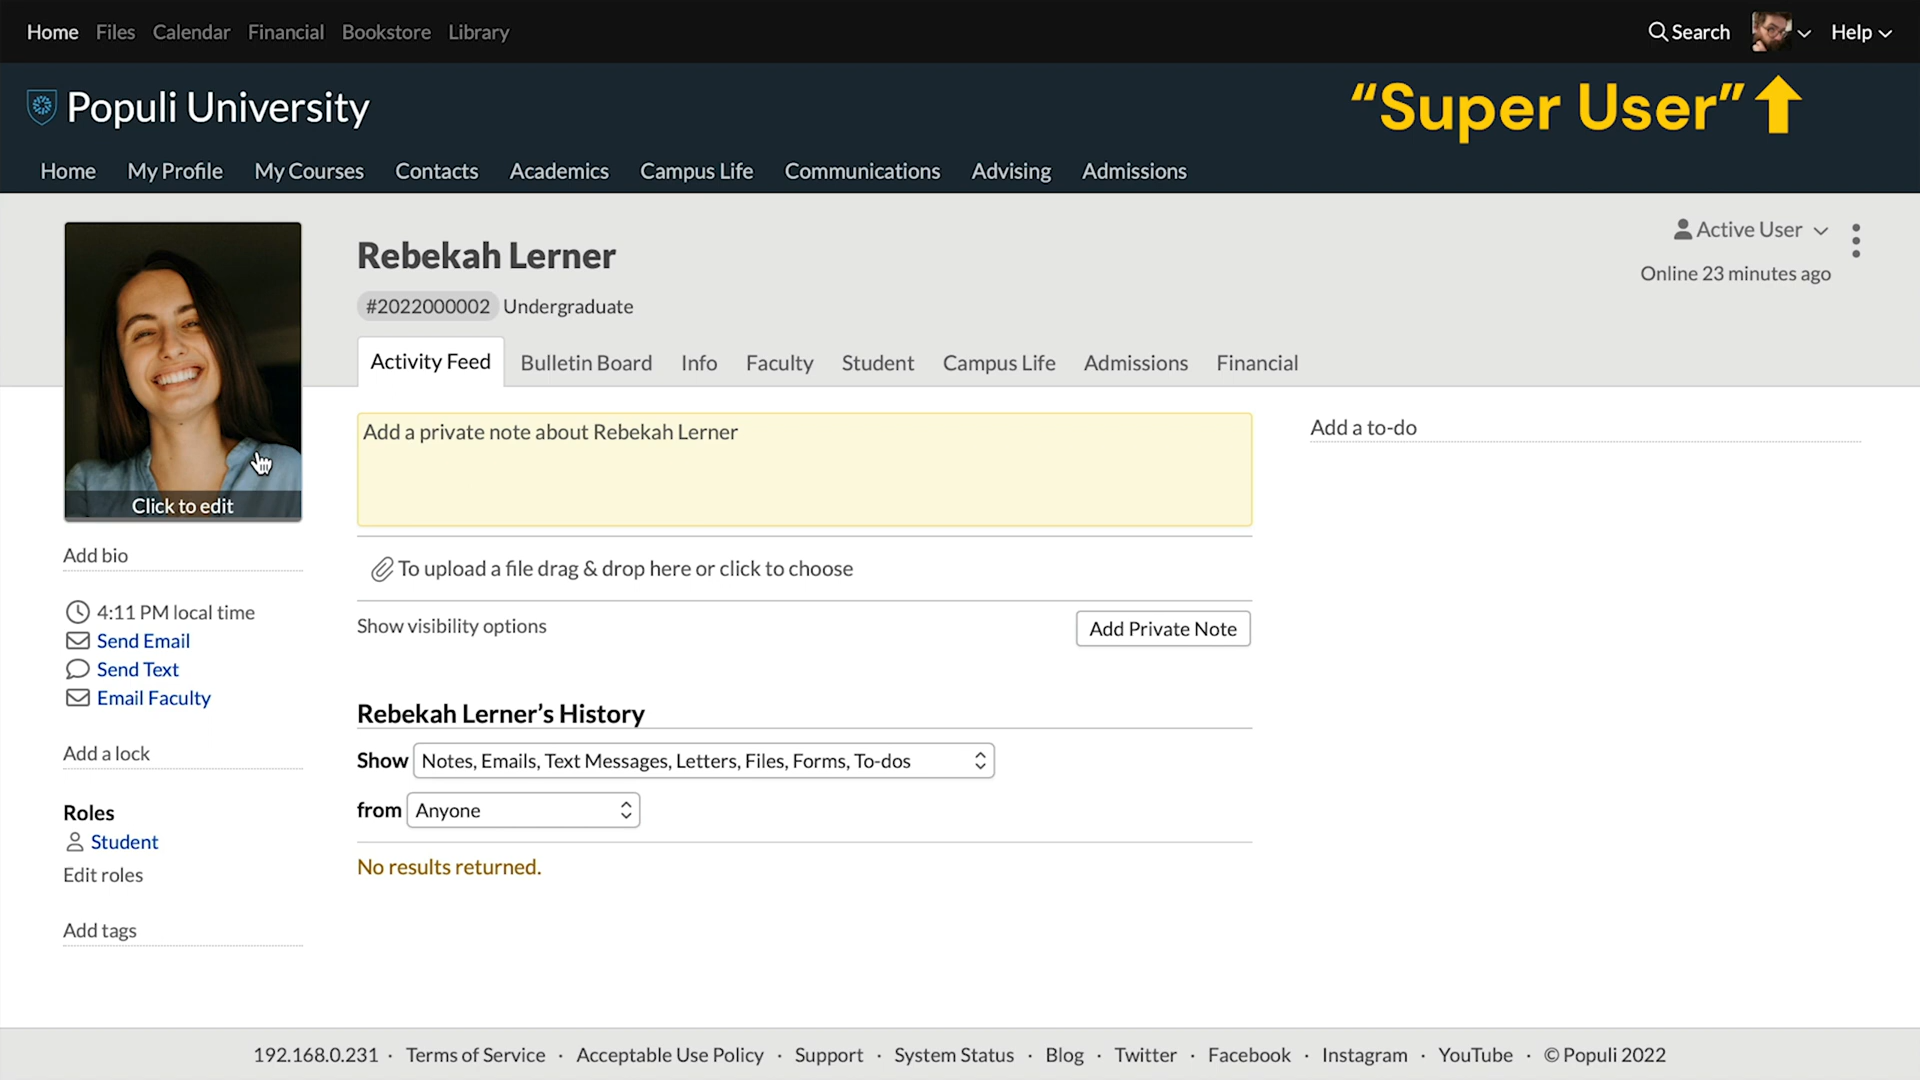 Home Files Calendar Financial Bookstore Library Search Help
Populi University
“Super User”
Home My Profile My Courses Contacts Academics Campus Life Communications Advising Admissions
Active User
Online 23 minutes ago
Rebekah Lerner
#2022000002 Undergraduate
Activity Feed Bulletin Board Info Faculty Student Campus Life Admissions Financial
Click to edit
Add bio
4:11 PM local time
Send Email
Send Text
Email Faculty
Add a lock
Roles
Student
Edit roles
Add tags
Add a private note about Rebekah Lerner
To upload a file drag & drop here or click to choose
Show visibility options Add Private Note
Rebekah Lerner’s History
Show Notes, Emails, Text Messages, Letters, Files, Forms, To-dos
from Anyone
No results returned.
Add a to-do
192.168.0.231 · Terms of Service · Acceptable Use Policy · Support · System Status · Blog · Twitter · Facebook · Instagram · YouTube · © Populi 2022